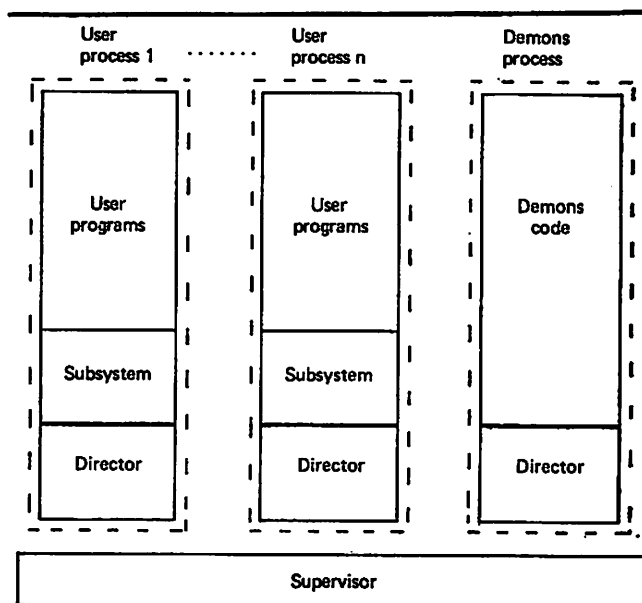 User
process 1
.......
User
process n
Demons
process
User
programs
User
programs
Demons
code
Subsystem
Subsystem
Director
Director
Director
Supervisor